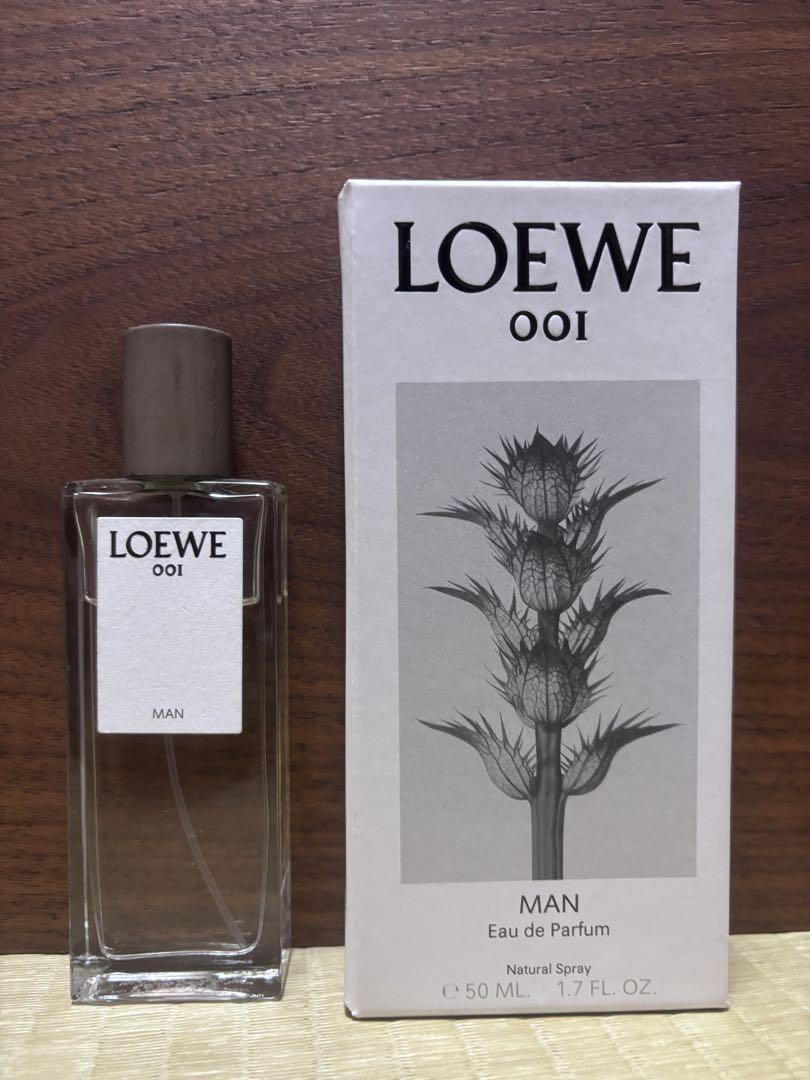 LOEWE
001
MAN
LOEWE
001
MAN
Eau de Parfum
Natural Spray
℮ 50 ML. 1.7 FL. OZ.